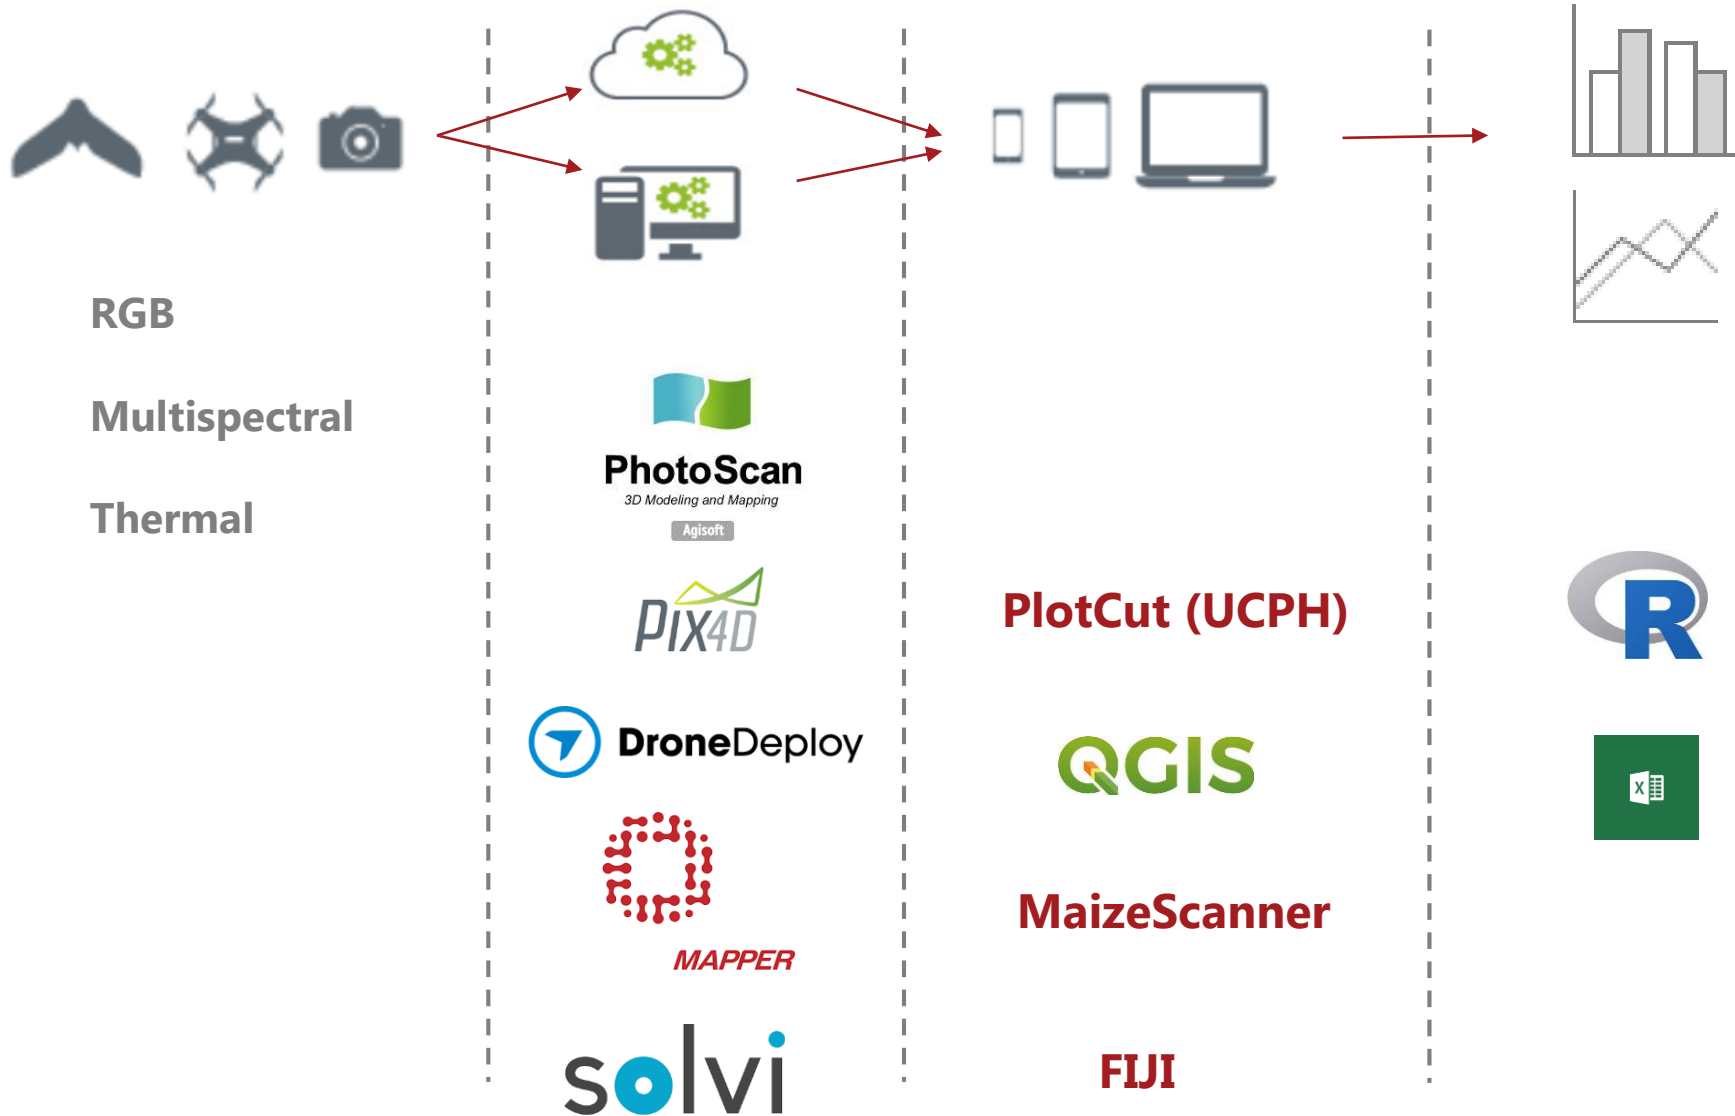 RGB
Multispectral
Thermal
PhotoScan
3D Modeling and Mapping
Agisoft
PIX4D
DroneDeploy
MAPPER
solvi
PlotCut (UCPH)
QGIS
MaizeScanner
FIJI
R
X